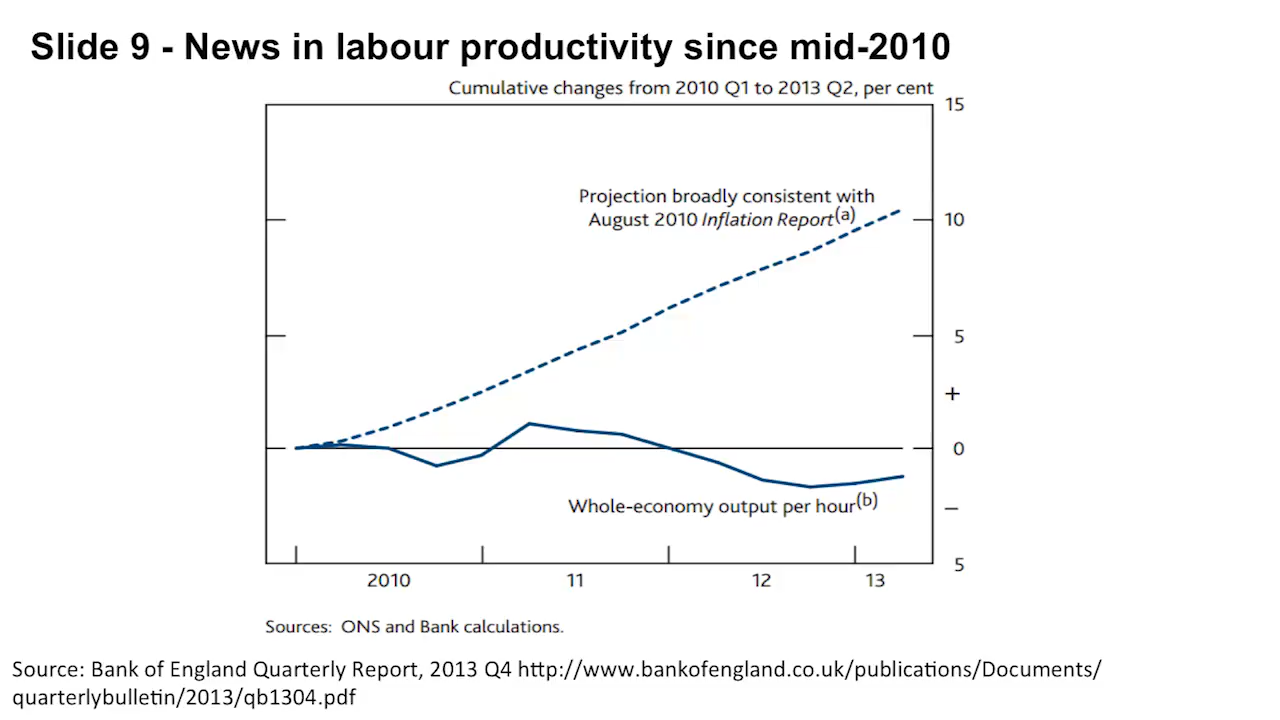 Slide 9 - News in labour productivity since mid-2010
Cumulative changes from 2010 Q1 to 2013 Q2, per cent
15
Projection broadly consistent with
August 2010 Inflation Report(a)
10
5
+
0
Whole-economy output per hour(b)
–
5
2010 11 12 13
Sources: ONS and Bank calculations.
Source: Bank of England Quarterly Report, 2013 Q4 http://www.bankofengland.co.uk/publications/Documents/
quarterlybulletin/2013/qb1304.pdf